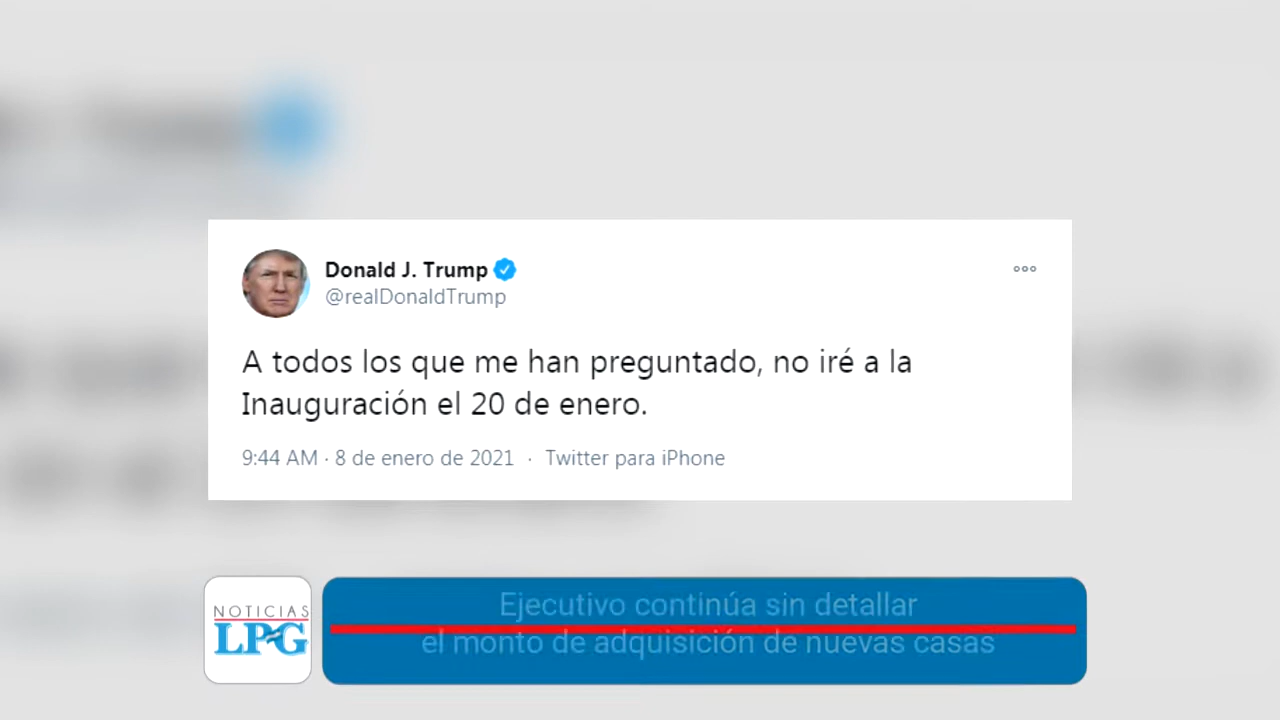 Donald J. Trump
@realDonaldTrump
A todos los que me han preguntado, no iré a la
Inauguración el 20 de enero.
9:44 AM · 8 de enero de 2021 · Twitter para iPhone
NOTICIAS
LPG
Ejecutivo continúa sin detallar
el monto de adquisición de nuevas casas